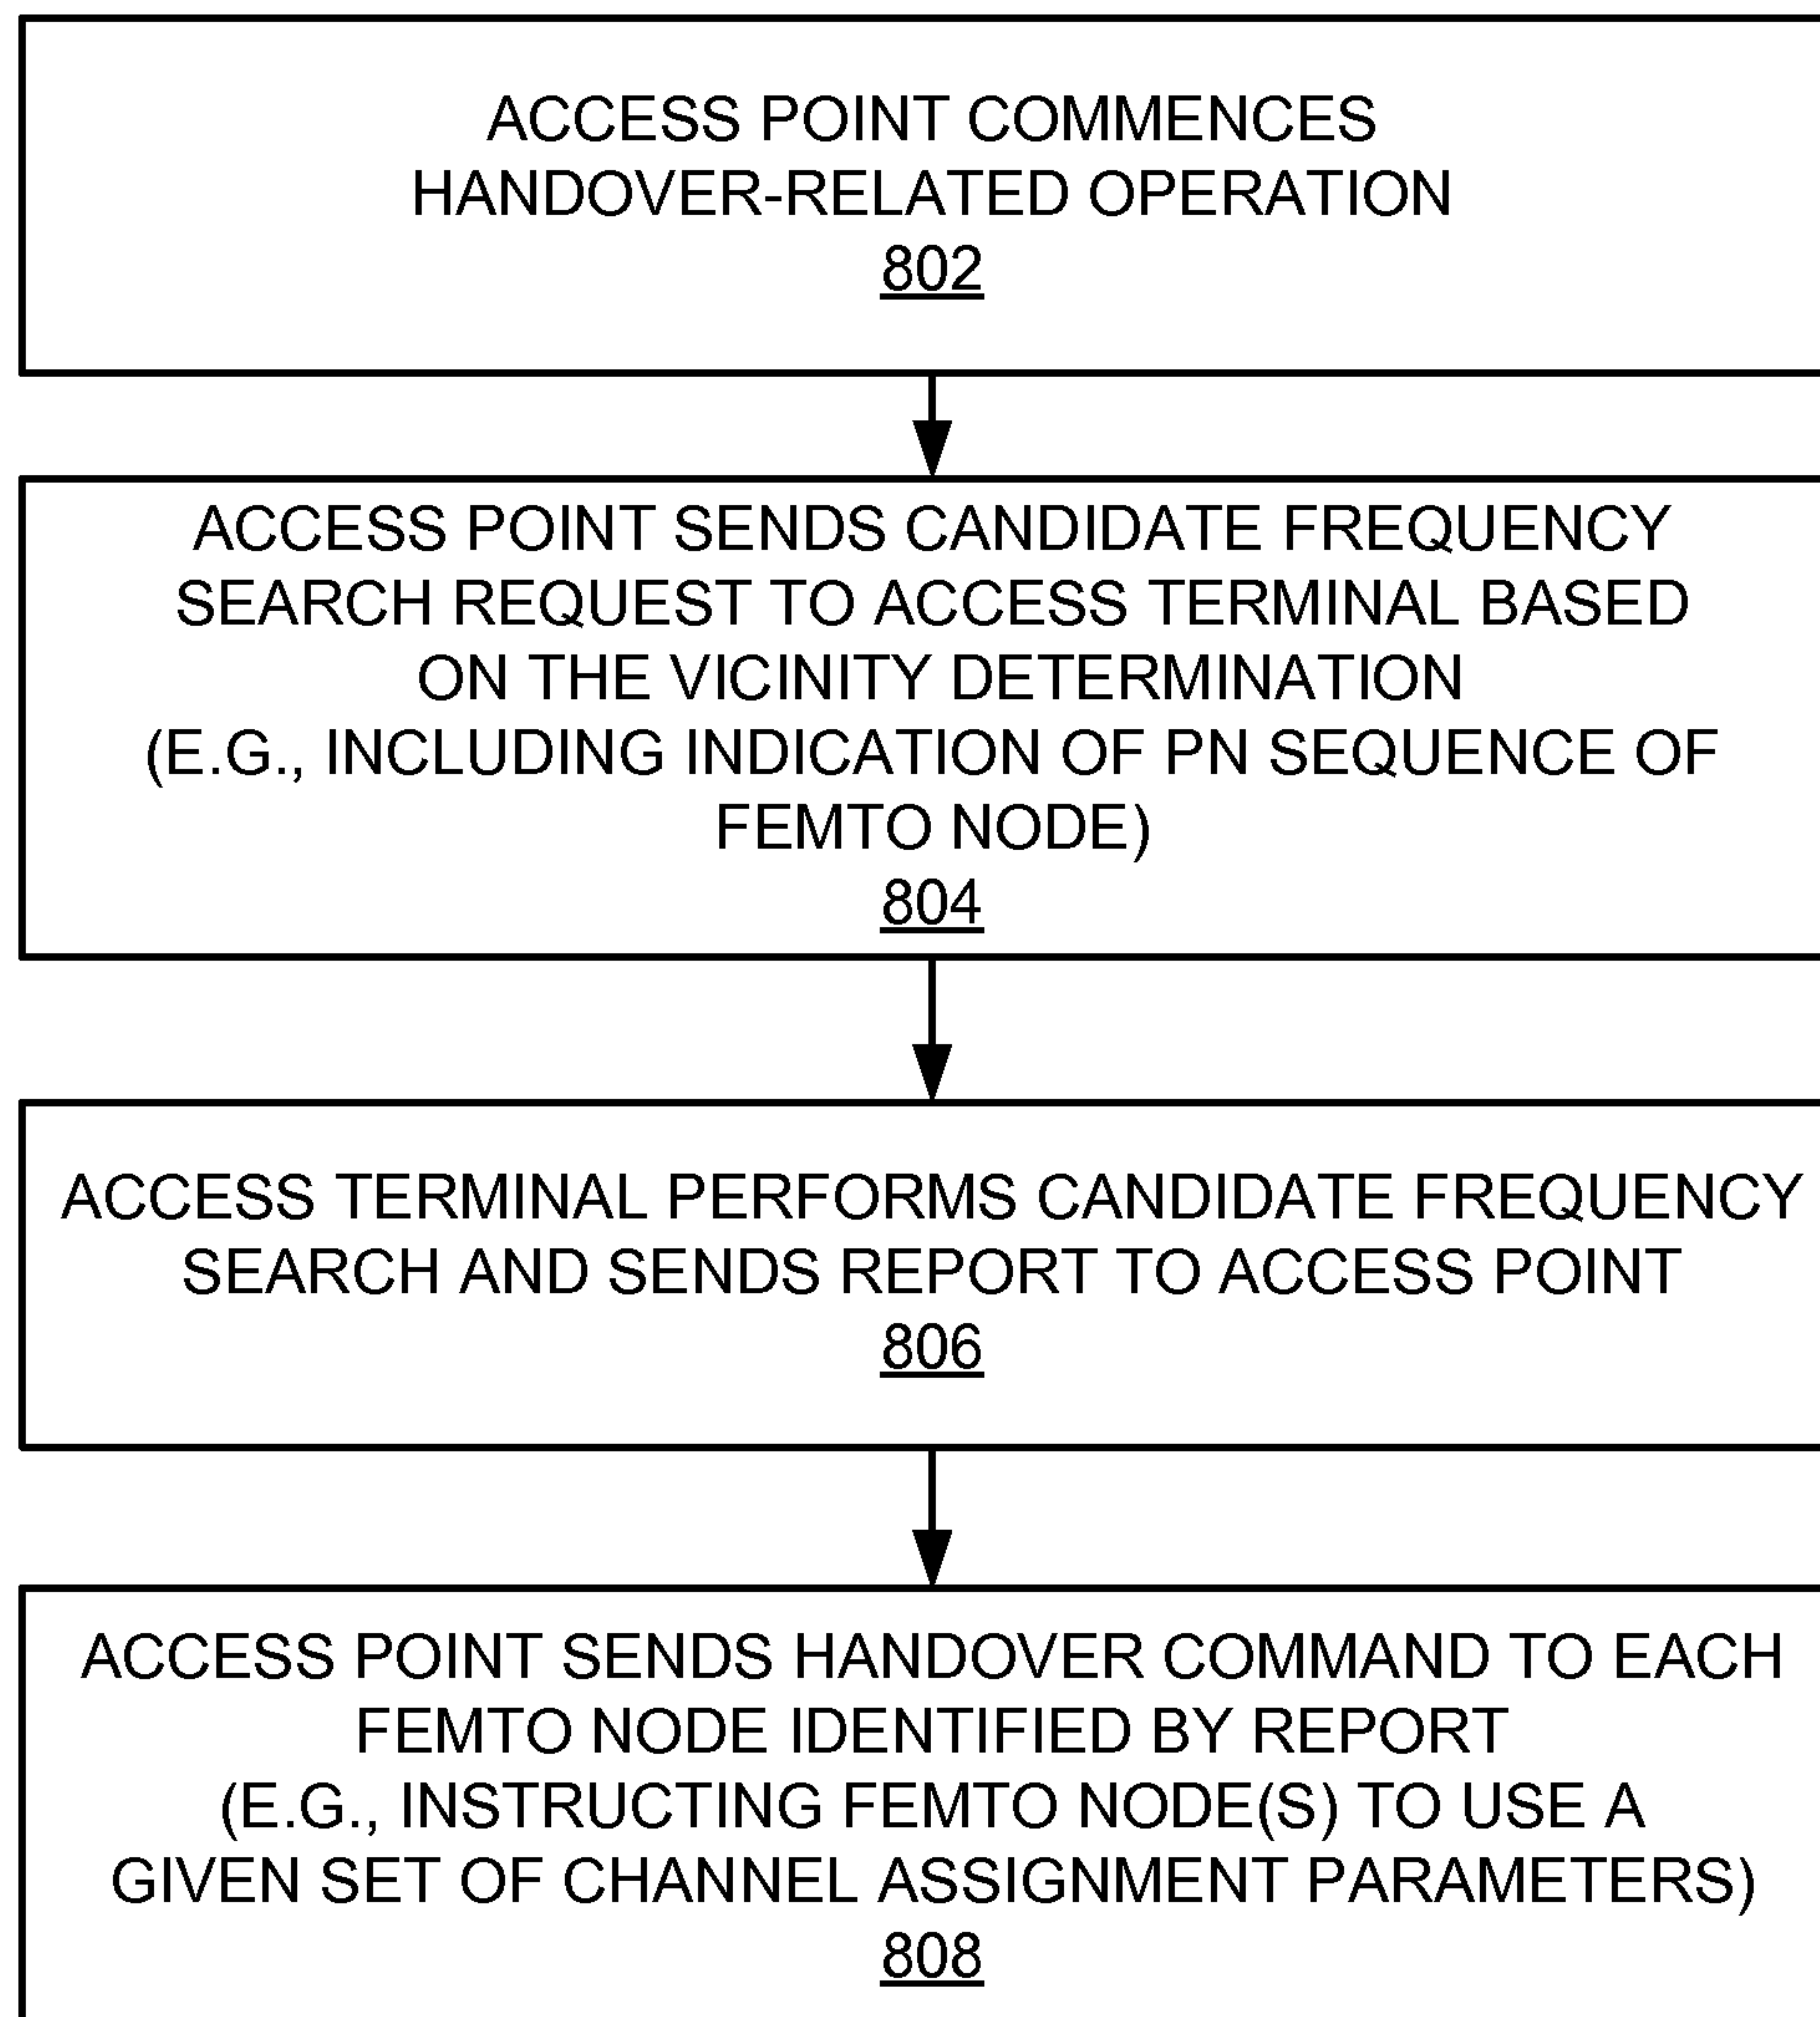 ACCESS POINT COMMENCES
HANDOVER-RELATED OPERATION
802
ACCESS POINT SENDS CANDIDATE FREQUENCY
SEARCH REQUEST TO ACCESS TERMINAL BASED
ON THE VICINITY DETERMINATION
(E.G., INCLUDING INDICATION OF PN SEQUENCE OF
FEMTO NODE)
804
ACCESS TERMINAL PERFORMS CANDIDATE FREQUENCY
SEARCH AND SENDS REPORT TO ACCESS POINT
806
ACCESS POINT SENDS HANDOVER COMMAND TO EACH
FEMTO NODE IDENTIFIED BY REPORT
(E.G., INSTRUCTING FEMTO NODE(S) TO USE A
GIVEN SET OF CHANNEL ASSIGNMENT PARAMETERS)
808